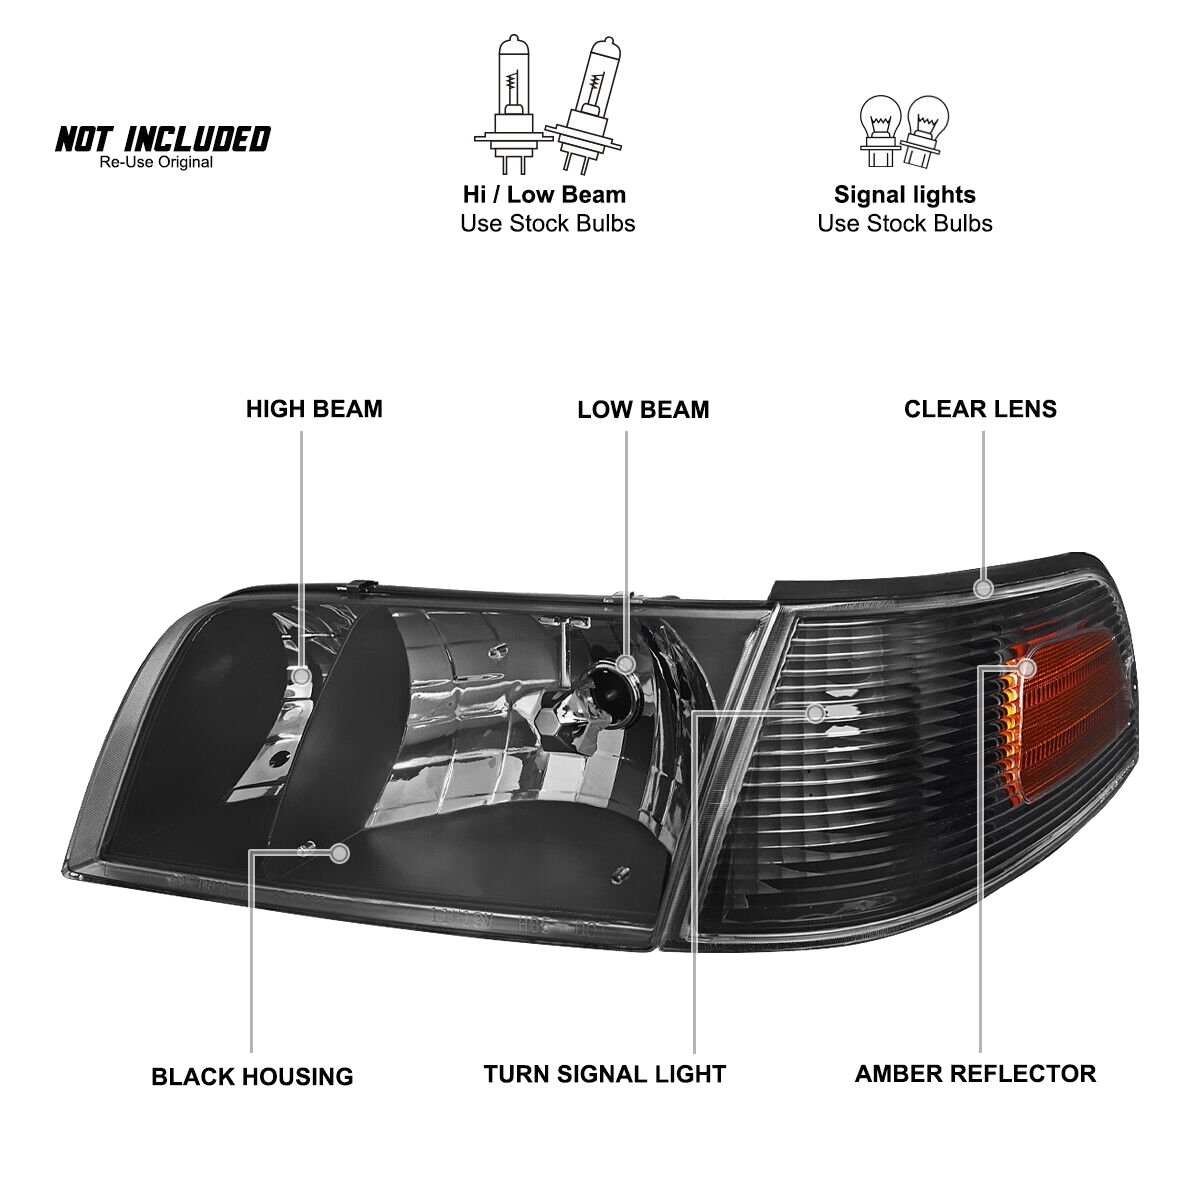 NOT INCLUDED
Re-Use Original
Hi / Low Beam
Use Stock Bulbs
Signal lights
Use Stock Bulbs
HIGH BEAM
LOW BEAM
CLEAR LENS
DOT
BLACK HOUSING
TURN SIGNAL LIGHT
AMBER REFLECTOR